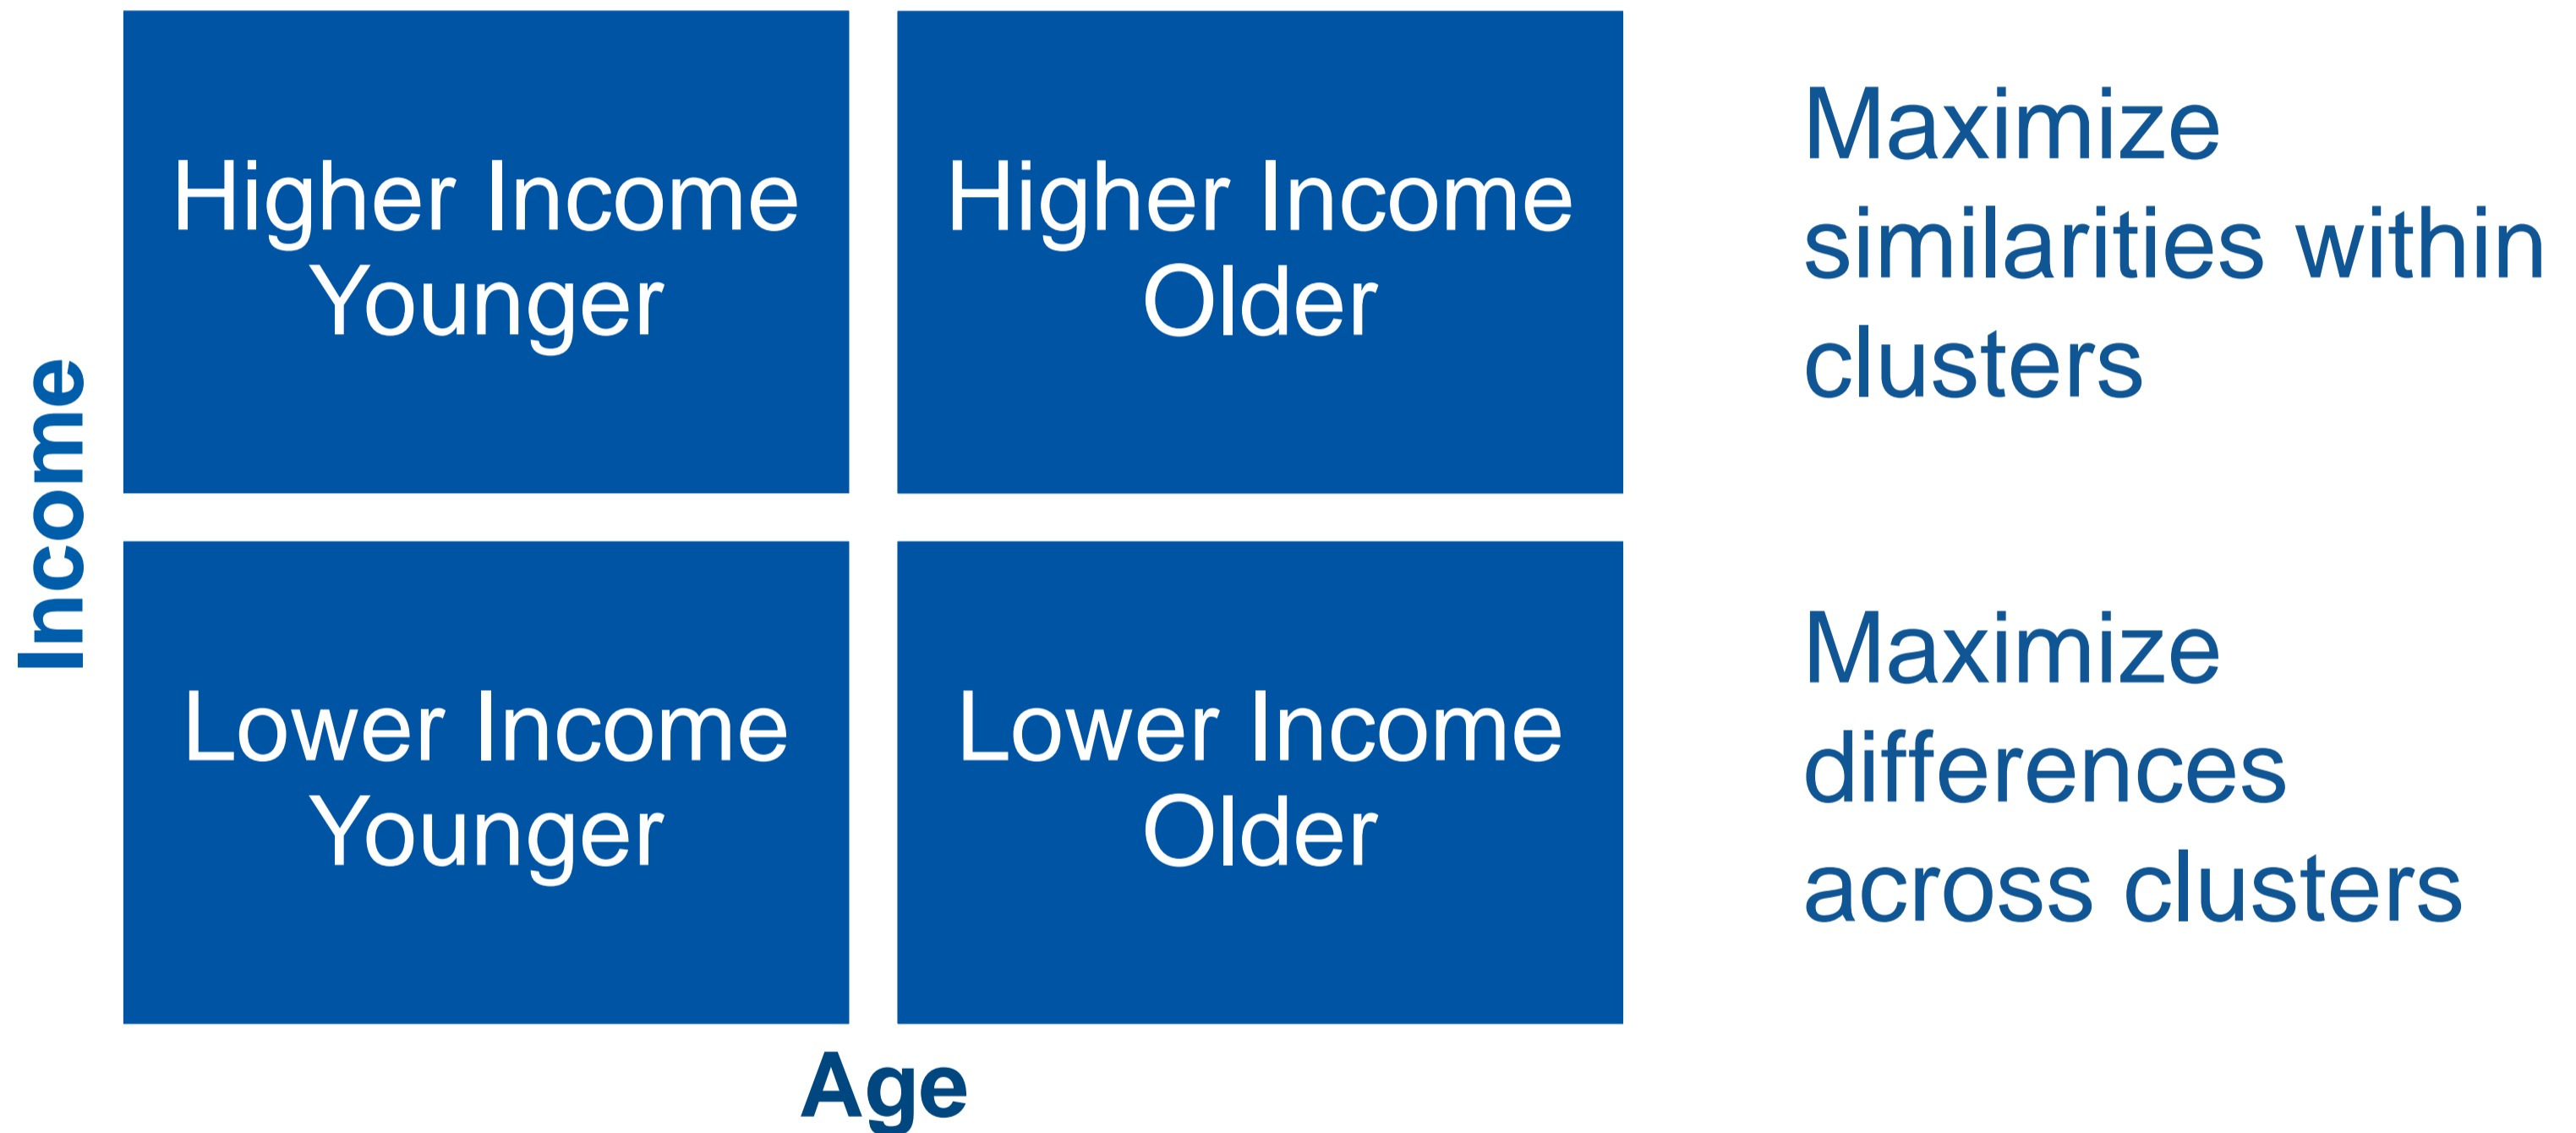 Income
Higher Income
Younger
Higher Income
Older
Lower Income
Younger
Lower Income
Older
Age
Maximize
similarities within
clusters
Maximize
differences
across clusters